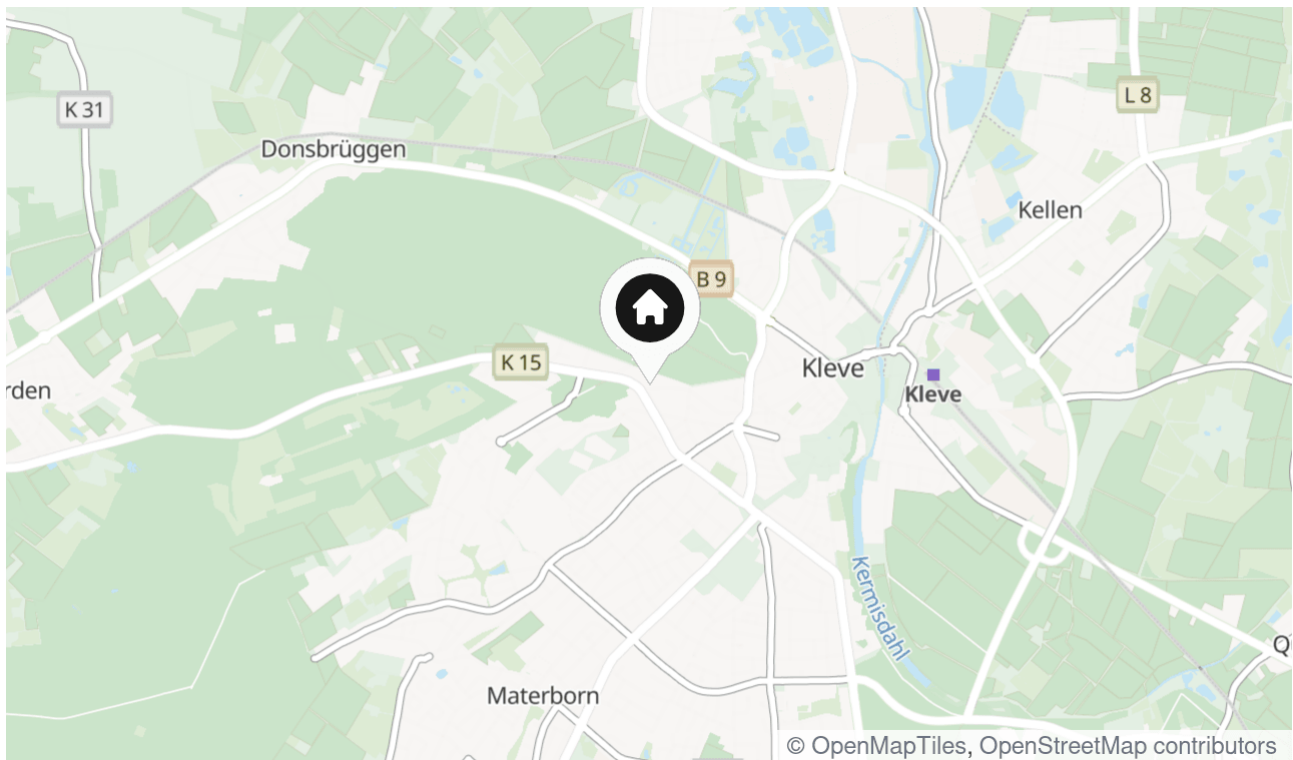 K 31
L 8
Donsbrüggen
Kellen
B 9
K 15
Kleve
rden
Kleve
Kermisdahl
Q
Materborn
© OpenMapTiles, OpenStreetMap contributors